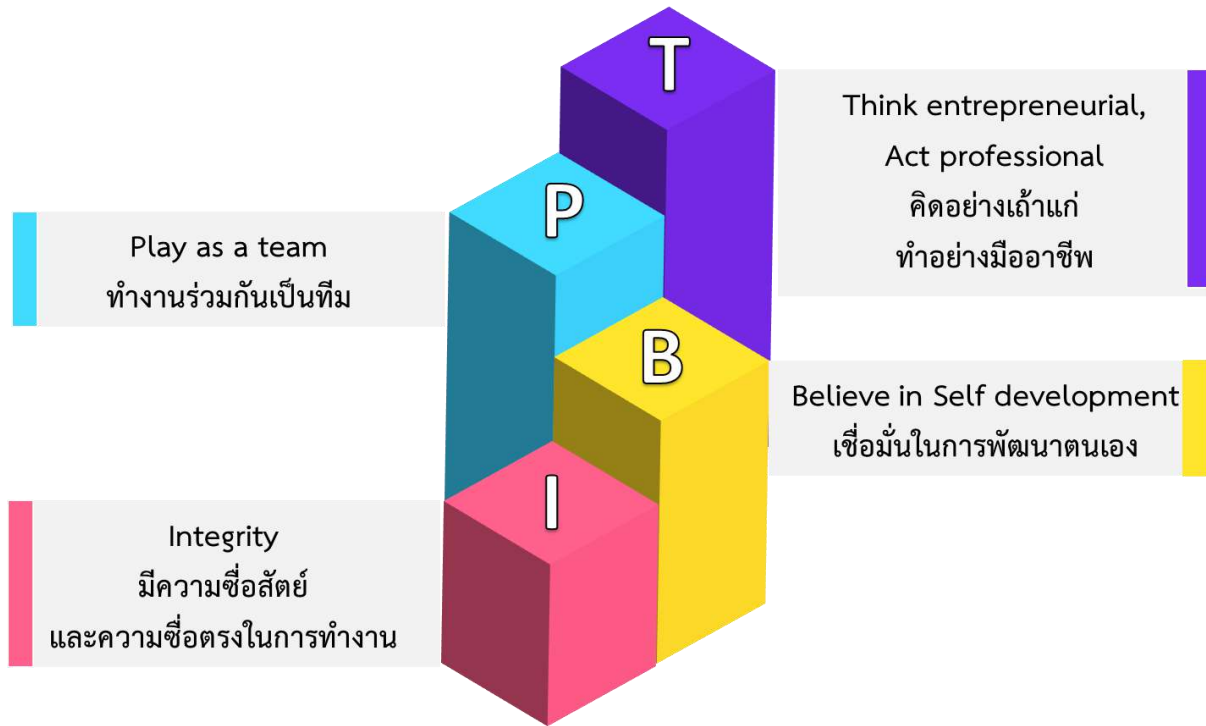 T
Think entrepreneurial,
Act professional
คิดอย่างเถ้าแก่
ทำอย่างมืออาชีพ
P
Play as a team
ทำงานร่วมกันเป็นทีม
B
Believe in Self development
เชื่อมั่นในการพัฒนาตนเอง
I
Integrity
มีความซื่อสัตย์
และความซื่อตรงในการทำงาน